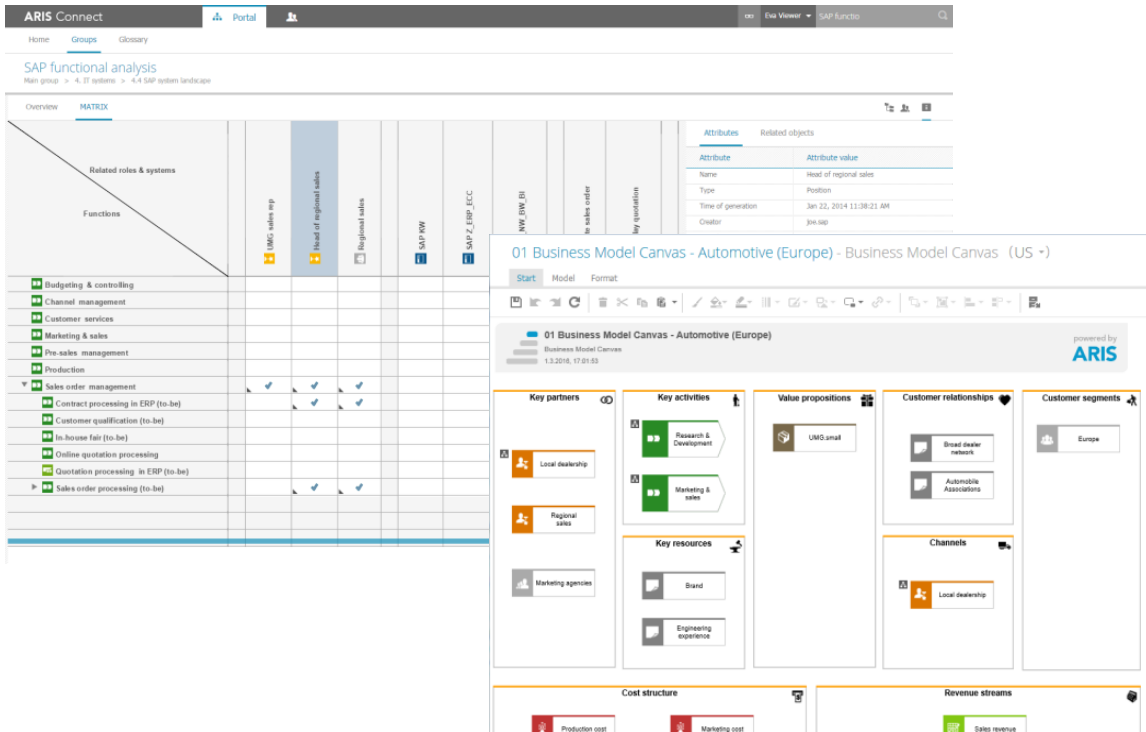 ARIS Connect
Portal
Eva Viewer
SAP functio
Home Groups Glossary
SAP functional analysis
Main group > 4. IT systems > 4.4 SAP system landscape
Overview MATRIX
Related roles & systems
Functions
UMG sales rep
Head of regional sales
Regional sales
SAP KW
SAP Z_ERP_ECC
NW_BW_BI
sales order
quotation
Attributes Related objects
Attribute Attribute value
Name Head of regional sales
Type Position
Time of generation Jan 22, 2014 11:38:21 AM
Creator joe.sap
Budgeting & controlling
Channel management
Customer services
Marketing & sales
Pre-sales management
Production
Sales order management
Contract processing in ERP (to-be)
Customer qualification (to-be)
In-house fair (to-be)
Online quotation processing
Quotation processing in ERP (to-be)
Sales order processing (to-be)
01 Business Model Canvas - Automotive (Europe) - Business Model Canvas (US)
Start Model Format
01 Business Model Canvas - Automotive (Europe)
Business Model Canvas
1.3.2016, 17:01:53
powered by
ARIS
Key partners
Local dealership
Regional
sales
Marketing agencies
Key activities
Research &
Development
Marketing &
sales
Key resources
Brand
Engineering
experience
Value propositions
UMG.small
Customer relationships
Broad dealer
network
Automobile
Associations
Channels
Local dealership
Customer segments
Europe
Cost structure
Production cost
Marketing cost
Revenue streams
Sales revenue